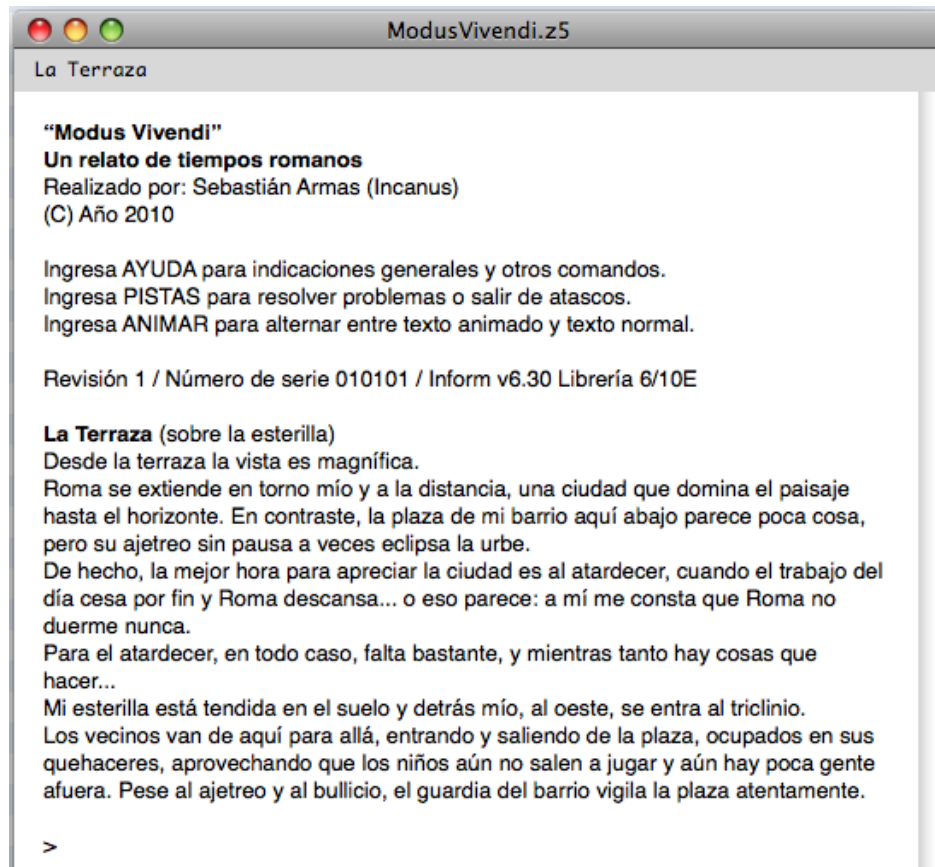 ModusVivendi.z5
La Terraza
“Modus Vivendi”
Un relato de tiempos romanos
Realizado por: Sebastián Armas (Incanus)
(C) Año 2010
Ingresa AYUDA para indicaciones generales y otros comandos.
Ingresa PISTAS para resolver problemas o salir de atascos.
Ingresa ANIMAR para alternar entre texto animado y texto normal.
Revisión 1 / Número de serie 010101 / Inform v6.30 Librería 6/10E
La Terraza (sobre la esterilla)
Desde la terraza la vista es magnífica.
Roma se extiende en torno mío y a la distancia, una ciudad que domina el paisaje
hasta el horizonte. En contraste, la plaza de mi barrio aquí abajo parece poca cosa,
pero su ajetreo sin pausa a veces eclipsa la urbe.
De hecho, la mejor hora para apreciar la ciudad es al atardecer, cuando el trabajo del
día cesa por fin y Roma descansa... o eso parece: a mí me consta que Roma no
duerme nunca.
Para el atardecer, en todo caso, falta bastante, y mientras tanto hay cosas que
hacer...
Mi esterilla está tendida en el suelo y detrás mío, al oeste, se entra al triclinio.
Los vecinos van de aquí para allá, entrando y saliendo de la plaza, ocupados en sus
quehaceres, aprovechando que los niños aún no salen a jugar y aún hay poca gente
afuera. Pese al ajetreo y al bullicio, el guardia del barrio vigila la plaza atentamente.
>